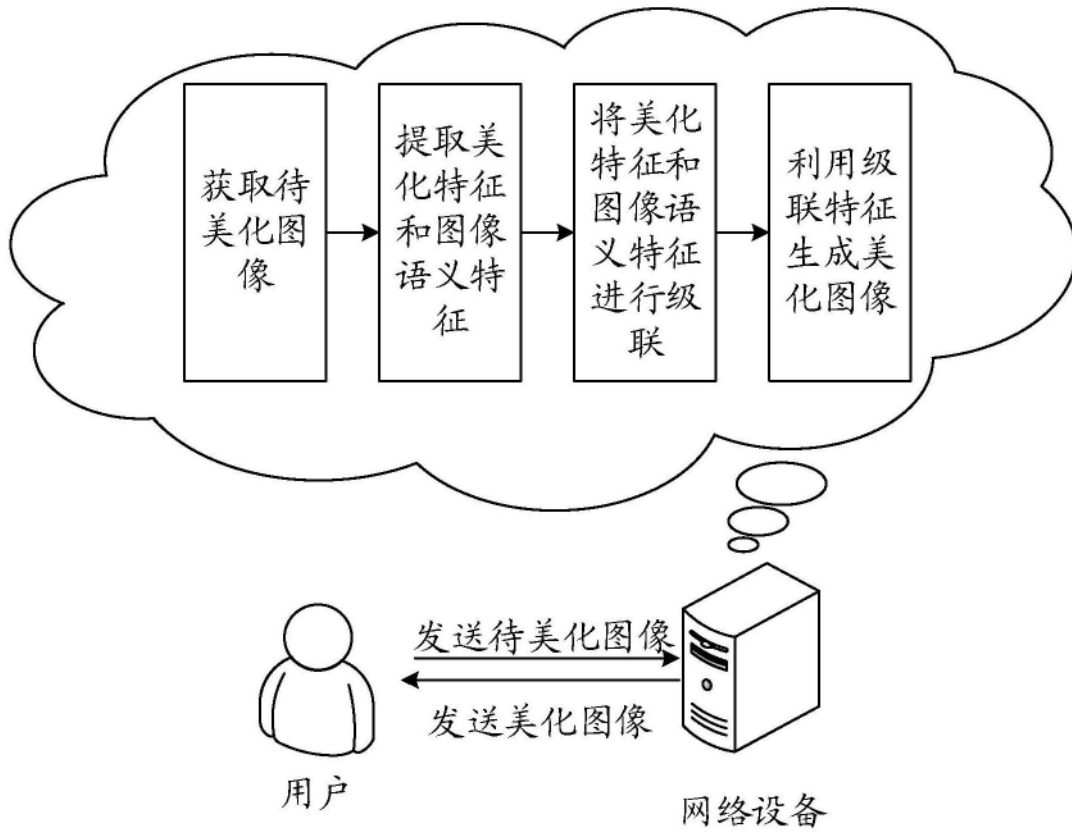 获取待
美化图
像
提取美
化特征
和图像
语义特
征
将美化
特征和
图像语
义特征
进行级
联
利用级
联特征
生成美
化图像
发送待美化图像
发送美化图像
用户
网络设备